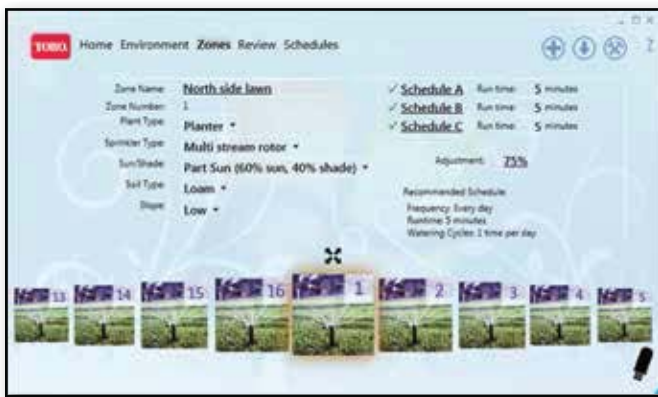 TORO. Home Environment Zones Review Schedules ?
Zone Name: North side lawn
Zone Number: 1
Plant Type: Planter
Sprinkler Type: Multi stream rotor
Sun/Shade: Part Sun (60% sun, 40% shade)
Soil Type: Loam
Slope: Low
✓ Schedule A Run time: 5 minutes
✓ Schedule B Run time: 5 minutes
✓ Schedule C Run time: 5 minutes
Adjustment: 75%
Recommended Schedule
Frequency: Every day
Runtime: 5 minutes
Watering Cycles: 1 time per day
13 14 15 16 1 2 3 4 5